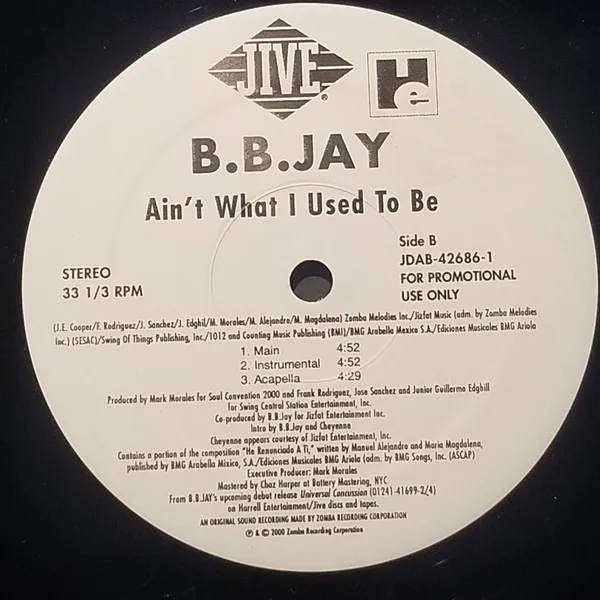 JIVE
®
He
B.B.JAY
Ain't What I Used To Be
Side B
JDAB-42686-1
FOR PROMOTIONAL
USE ONLY
STEREO
33 1/3 RPM
(J.E. Cooper/F. Rodriguez/J. Sanchez/J. Edghil/M. Morales/M. Alejandro/M. Magdalena) Zomba Melodies Inc./Jizfat Music (adm. by Zomba Melodies
Inc.) (SESAC)/Swing Of Things Publishing, Inc./1012 and Counting Music Publishing (BMI)/BMG Arabella Mexico S.A./Ediciones Musicales BMG Ariola
1. Main 4:52
2. Instrumental 4:52
3. Acapella 4:29
Produced by Mark Morales for Soul Convention 2000 and Frank Rodriguez, Jose Sanchez and Junior Guillermo Edghill
for Swing Central Station Entertainment, Inc.
Co-produced by B.B.Jay for Jizfat Entertainment Inc.
Intro by B.B.Jay and Cheyenne
Cheyenne appears courtesy of Jizfat Entertainment, Inc.
Contains a portion of the composition "He Renunciado A Ti," written by Manuel Alejandro and Maria Magdalena,
published by BMG Arabella Mixico, S.A./Ediciones Musicales BMG Ariola (adm. by BMG Songs, Inc. (ASCAP)
Executive Producer: Mark Morales
Mastered by Chaz Harper at Battery Mastering, NYC
From B.B.JAY's upcoming debut release Universal Concussion (01241-41699-2/4)
on Harrell Entertainment/Jive discs and tapes.
AN ORIGINAL SOUND RECORDING MADE BY ZOMBA RECORDING CORPORATION
℗ & © 2000 Zomba Recording Corporation